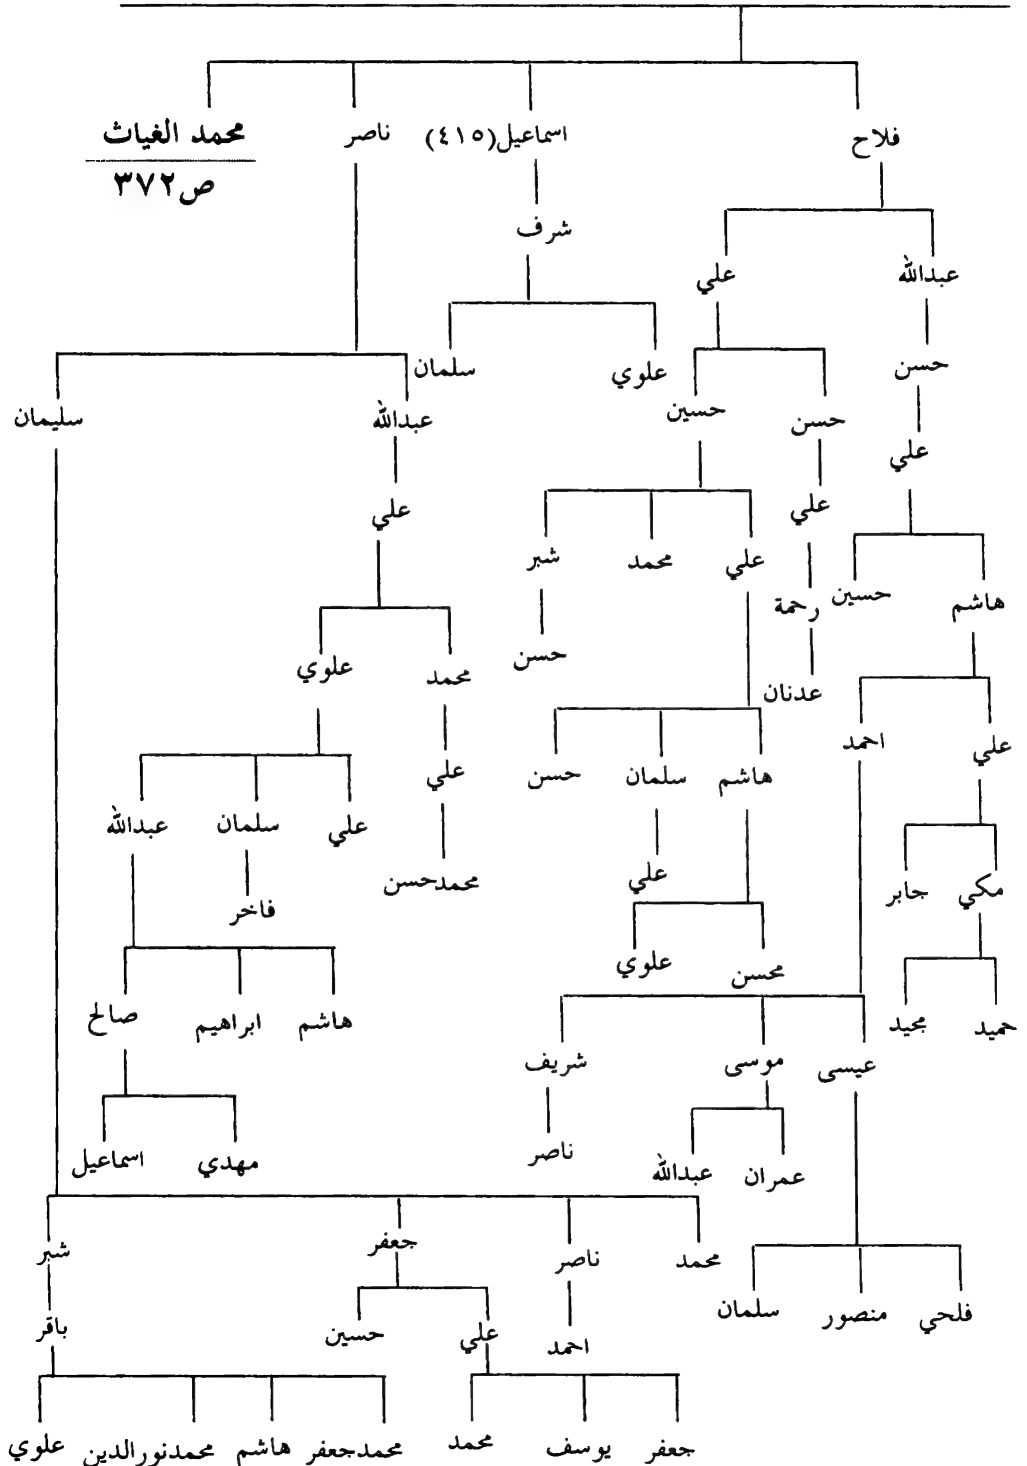 فلاح اسماعيل(٤١٥) ناصر محمد الغياث
ص٣٧٢
شرف
عبدالله علي
حسن علوي سلمان
حسن حسين عبدالله سليمان
علي
علي علي
علي محمد شبر
هاشم حسين رحمة
حسن
محمد علوي
عدنان
علي احمد
هاشم سلمان حسن علي
علي سلمان عبدالله
مكي جابر علي محمدحسن
فاخر
محسن علوي
حميد مجيد هاشم ابراهيم صالح
عيسى موسى شريف
عمران عبدالله ناصر مهدي اسماعيل
محمد ناصر جعفر شبر
فلحي منصور سلمان
احمد علي حسين باقر
جعفر يوسف محمد محمدجعفر هاشم محمدنورالدين علوي